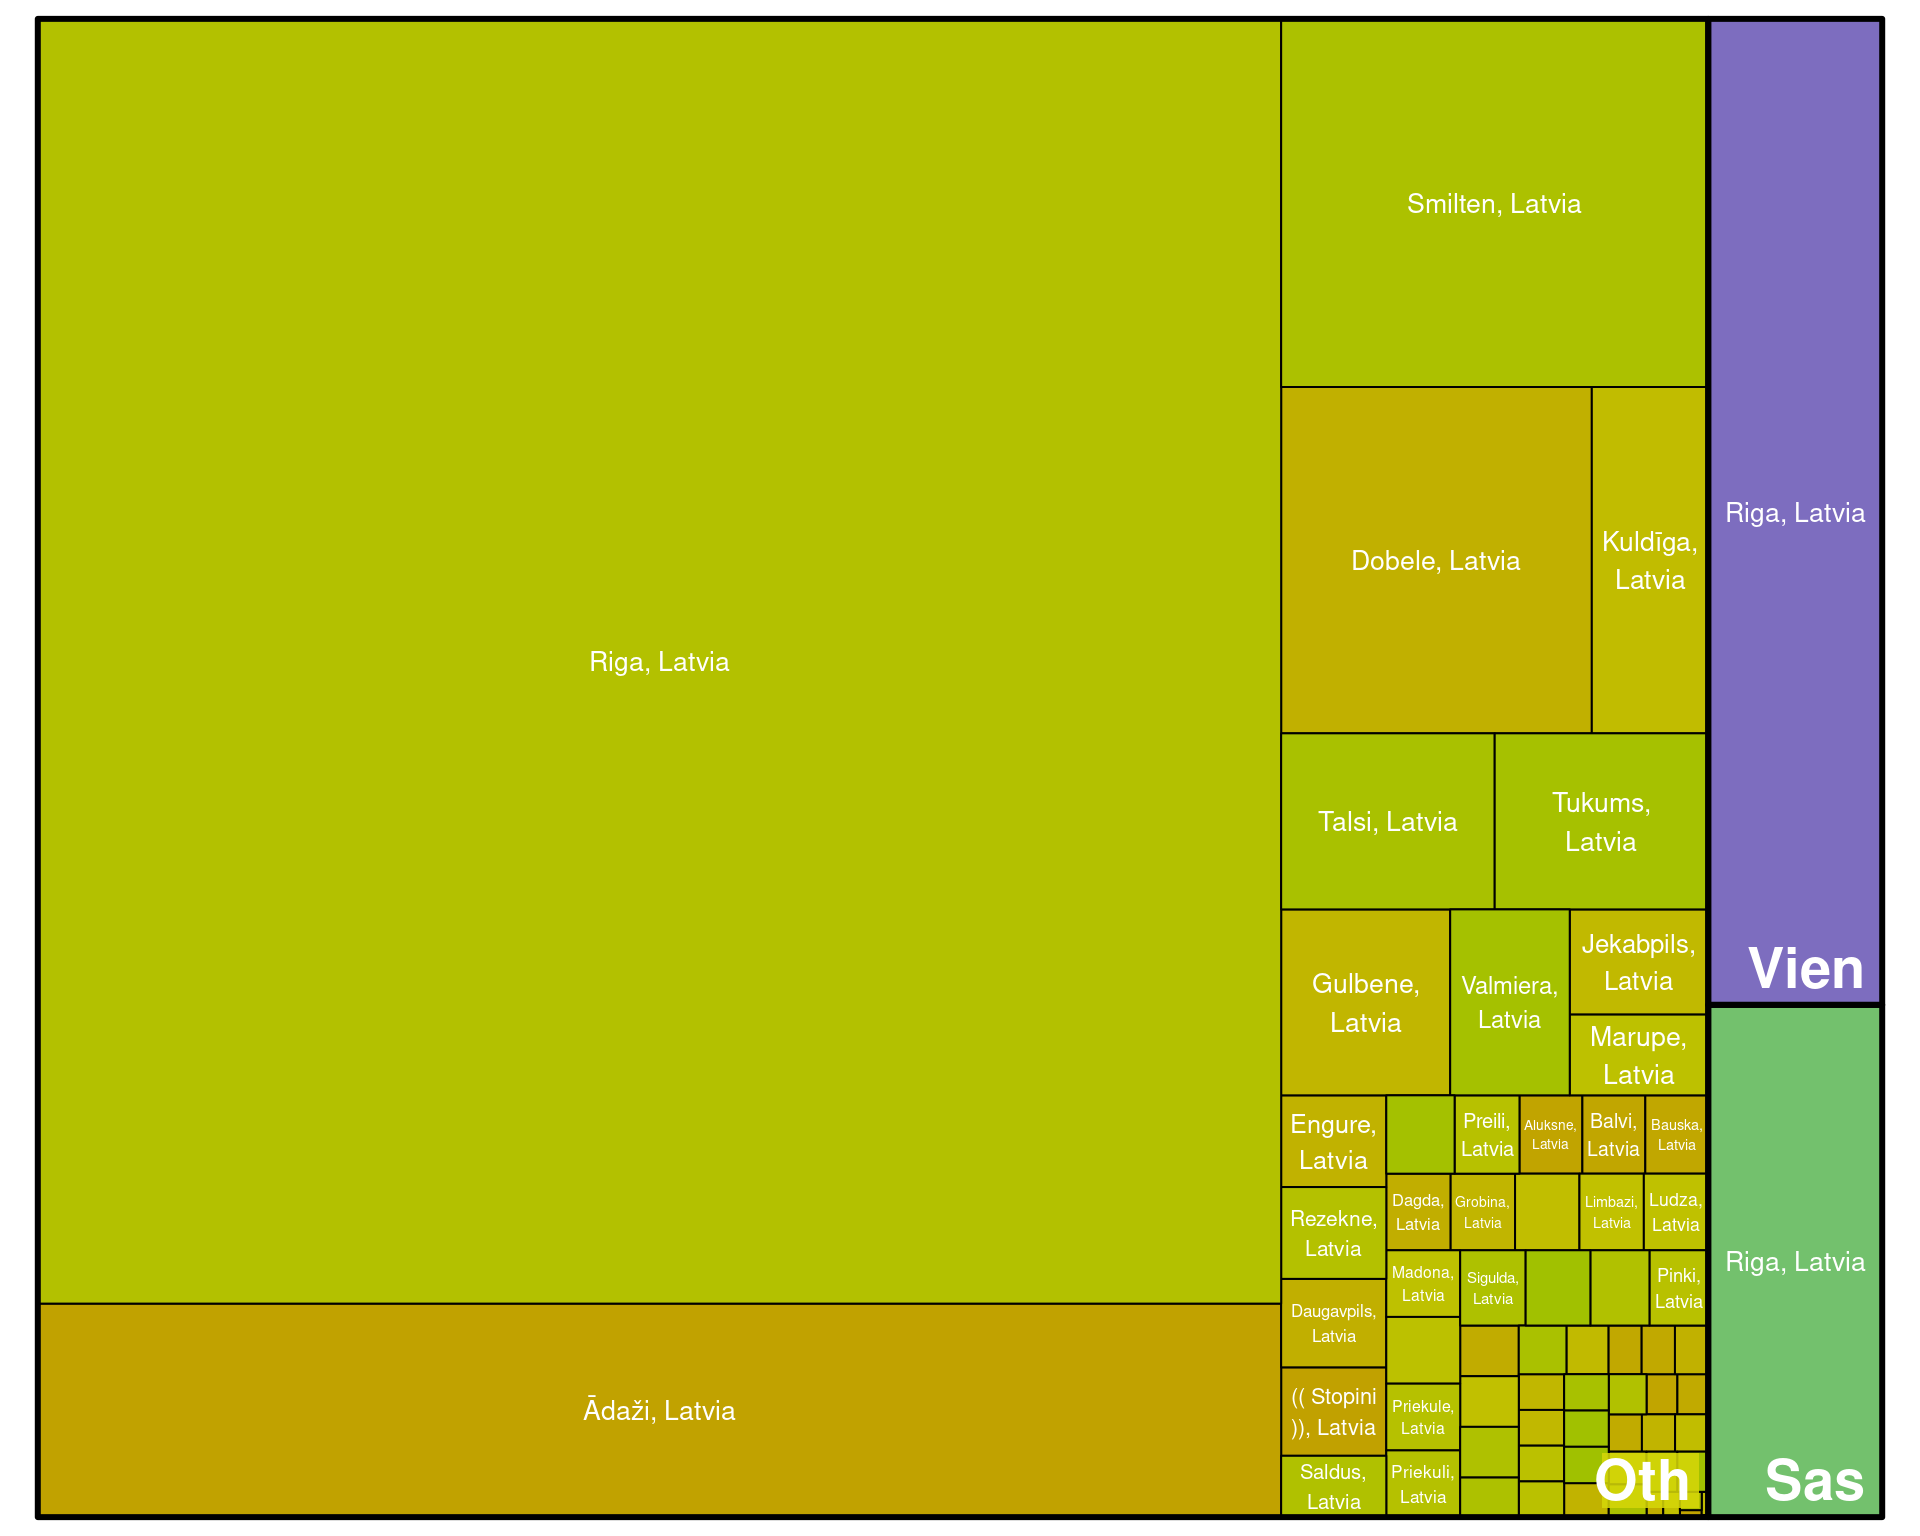 Riga, Latvia
Ādaži, Latvia
Smilten, Latvia
Dobele, Latvia
Kuldīga,
Latvia
Talsi, Latvia
Tukums,
Latvia
Gulbene,
Latvia
Valmiera,
Latvia
Jekabpils,
Latvia
Marupe,
Latvia
Engure,
Latvia
Preili,
Latvia
Aluksne,
Latvia
Balvi,
Latvia
Bauska,
Latvia
Rezekne,
Latvia
Dagda,
Latvia
Grobina,
Latvia
Limbazi,
Latvia
Ludza,
Latvia
Daugavpils,
Latvia
Madona,
Latvia
Sigulda,
Latvia
Pinki,
Latvia
(( Stopini
)), Latvia
Priekule,
Latvia
Saldus,
Latvia
Priekuli,
Latvia
Oth
Riga, Latvia
Vien
Riga, Latvia
Sas